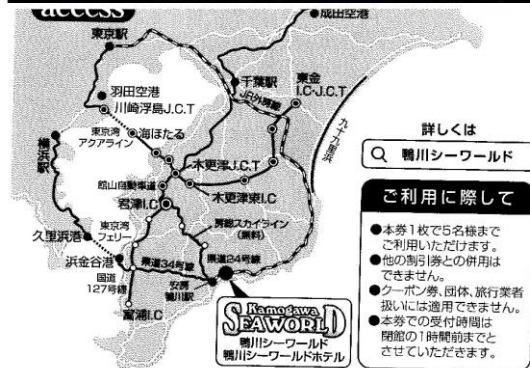 access
成田空港
東京駅
羽田空港
川崎浮島J.C.T
千葉駅
東金
I.C・J.C.T
JR外房線
九十九里浜
東京湾
アクアライン
海ほたる
横浜駅
木更津J.C.T
館山自動車道
木更津東I.C
君津I.C
東京湾
フェリー
久里浜港
房総スカイライン
(無料)
浜金谷港
県道34号線
県道24号線
国道
127号線
安房
鴨川駅
富浦I.C
Kamogawa
SEAWORLD
鴨川シーワールド
鴨川シーワールドホテル
詳しくは
鴨川シーワールド
ご利用に際して
●本券1枚で5名様まで
ご利用いただけます。
●他の割引券との併用は
できません。
●クーポン券、団体、旅行業者
扱いには適用できません。
●本券での受付時間は
閉館の1時間前までと
させていただきます。